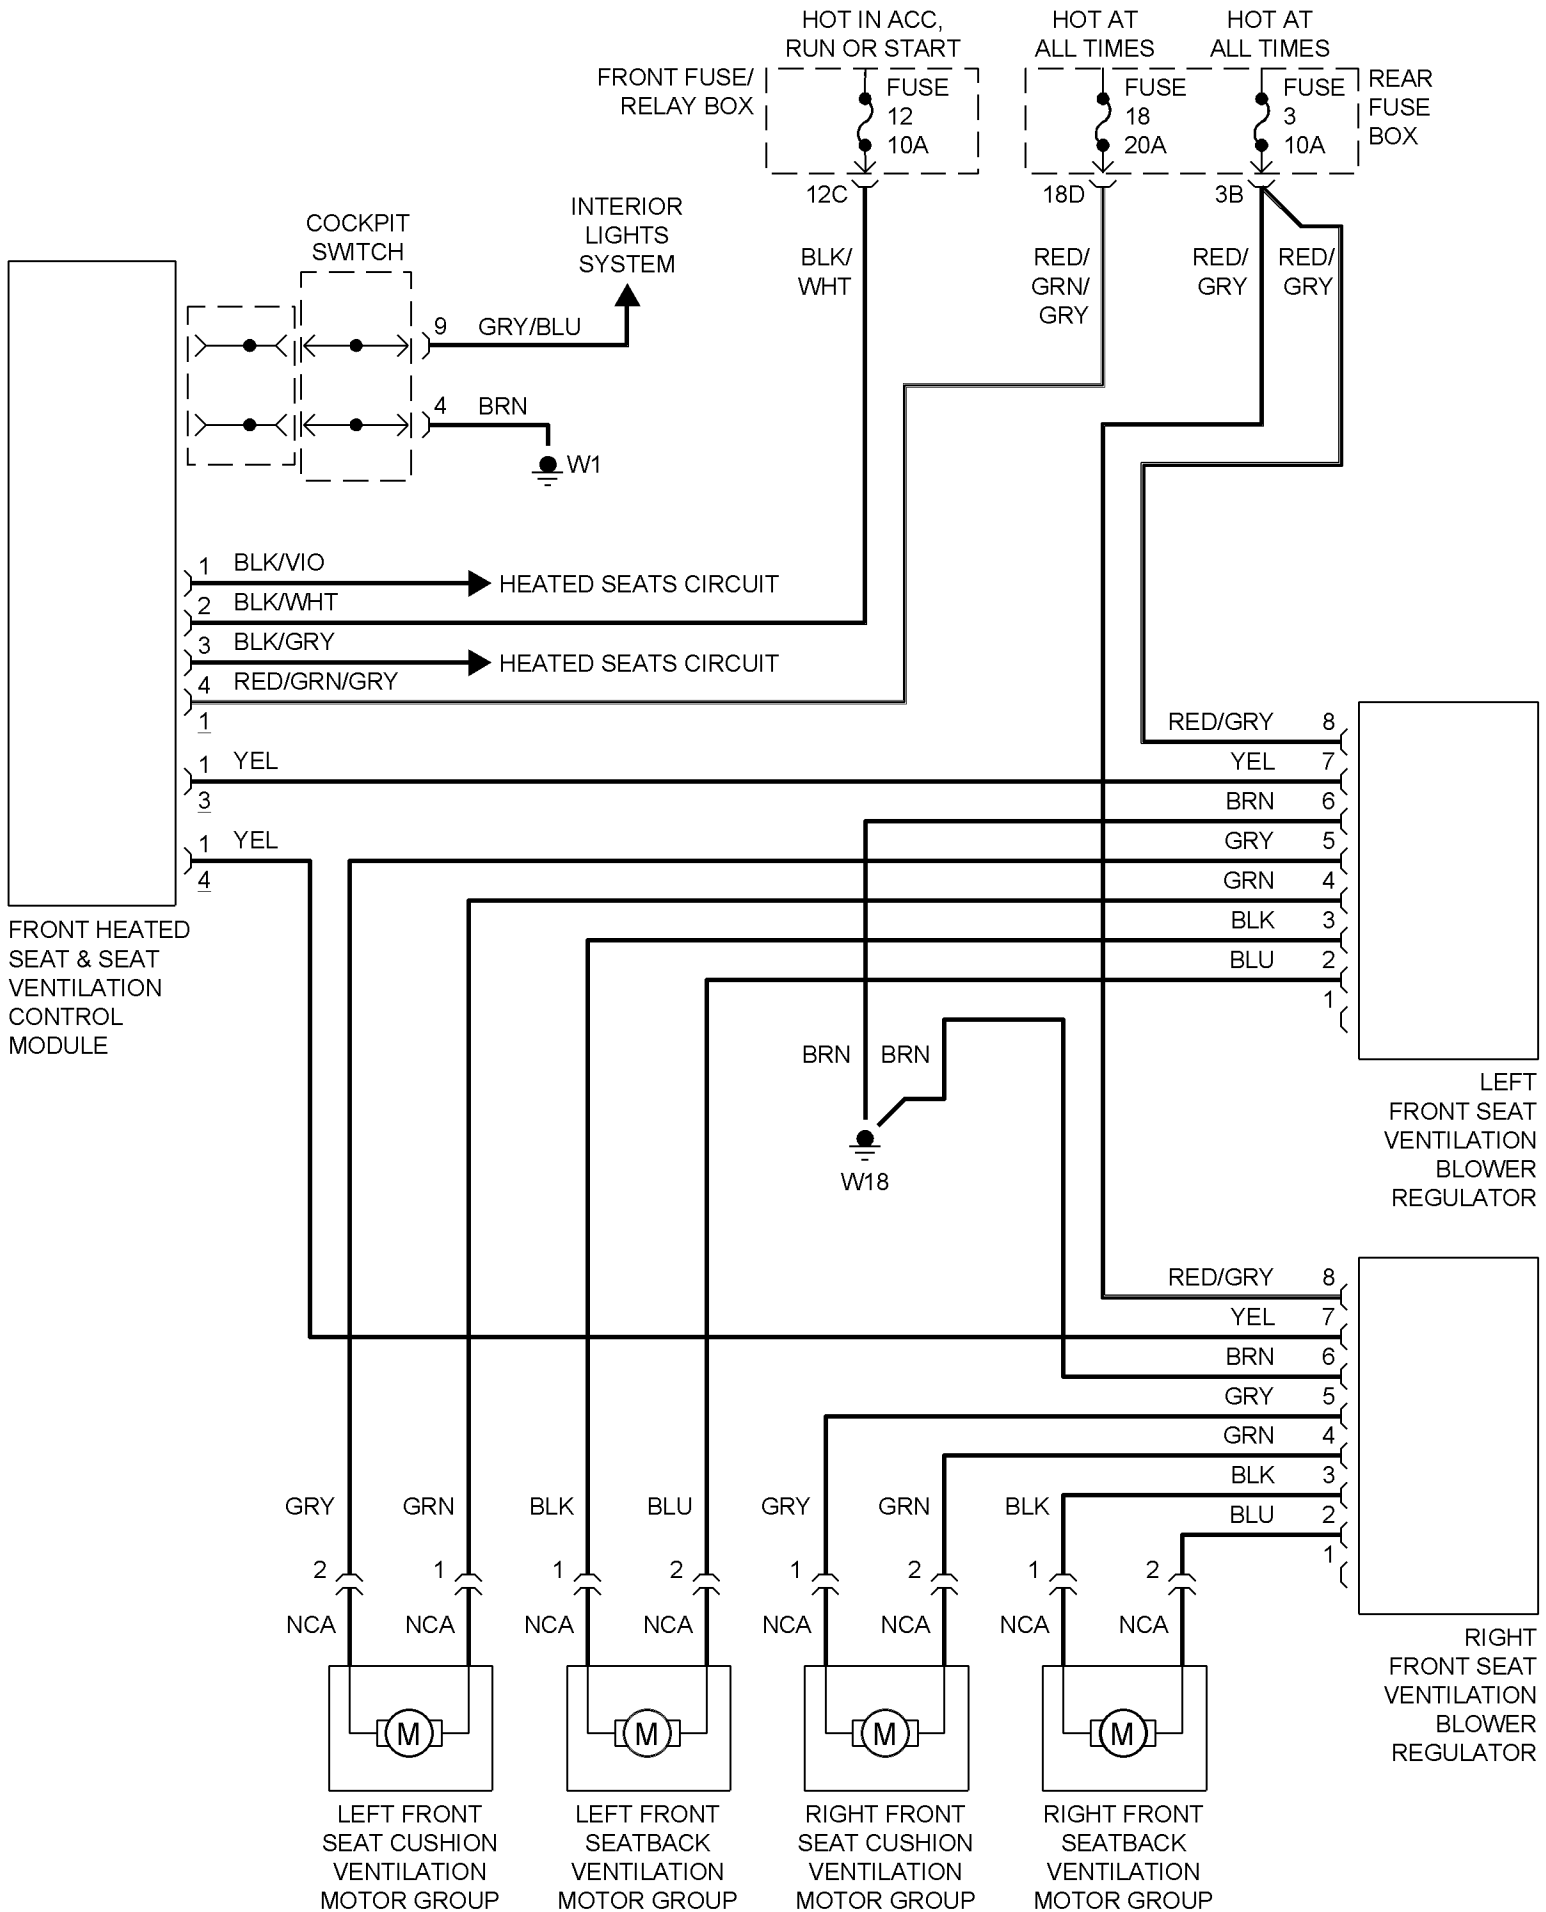 HOT IN ACC,
RUN OR START
HOT AT
ALL TIMES
HOT AT
ALL TIMES
FRONT FUSE/
RELAY BOX
FUSE
12
10A
FUSE
18
20A
FUSE
3
10A
REAR
FUSE
BOX
12C
18D
3B
COCKPIT
SWITCH
INTERIOR
LIGHTS
SYSTEM
BLK/
WHT
RED/
GRN/
GRY
RED/
GRY
RED/
GRY
9 GRY/BLU
4 BRN
W1
1 BLK/VIO
HEATED SEATS CIRCUIT
2 BLK/WHT
3 BLK/GRY
HEATED SEATS CIRCUIT
4 RED/GRN/GRY
1
1 YEL
3
1 YEL
4
FRONT HEATED
SEAT & SEAT
VENTILATION
CONTROL
MODULE
RED/GRY 8
YEL 7
BRN 6
GRY 5
GRN 4
BLK 3
BLU 2
1
LEFT
FRONT SEAT
VENTILATION
BLOWER
REGULATOR
BRN BRN
W18
RED/GRY 8
YEL 7
BRN 6
GRY 5
GRN 4
BLK 3
BLU 2
1
RIGHT
FRONT SEAT
VENTILATION
BLOWER
REGULATOR
GRY GRN BLK BLU GRY GRN BLK
2 1 1 2 1 2 1 2
NCA NCA NCA NCA NCA NCA NCA NCA
M M M M
LEFT FRONT
SEAT CUSHION
VENTILATION
MOTOR GROUP
LEFT FRONT
SEATBACK
VENTILATION
MOTOR GROUP
RIGHT FRONT
SEAT CUSHION
VENTILATION
MOTOR GROUP
RIGHT FRONT
SEATBACK
VENTILATION
MOTOR GROUP